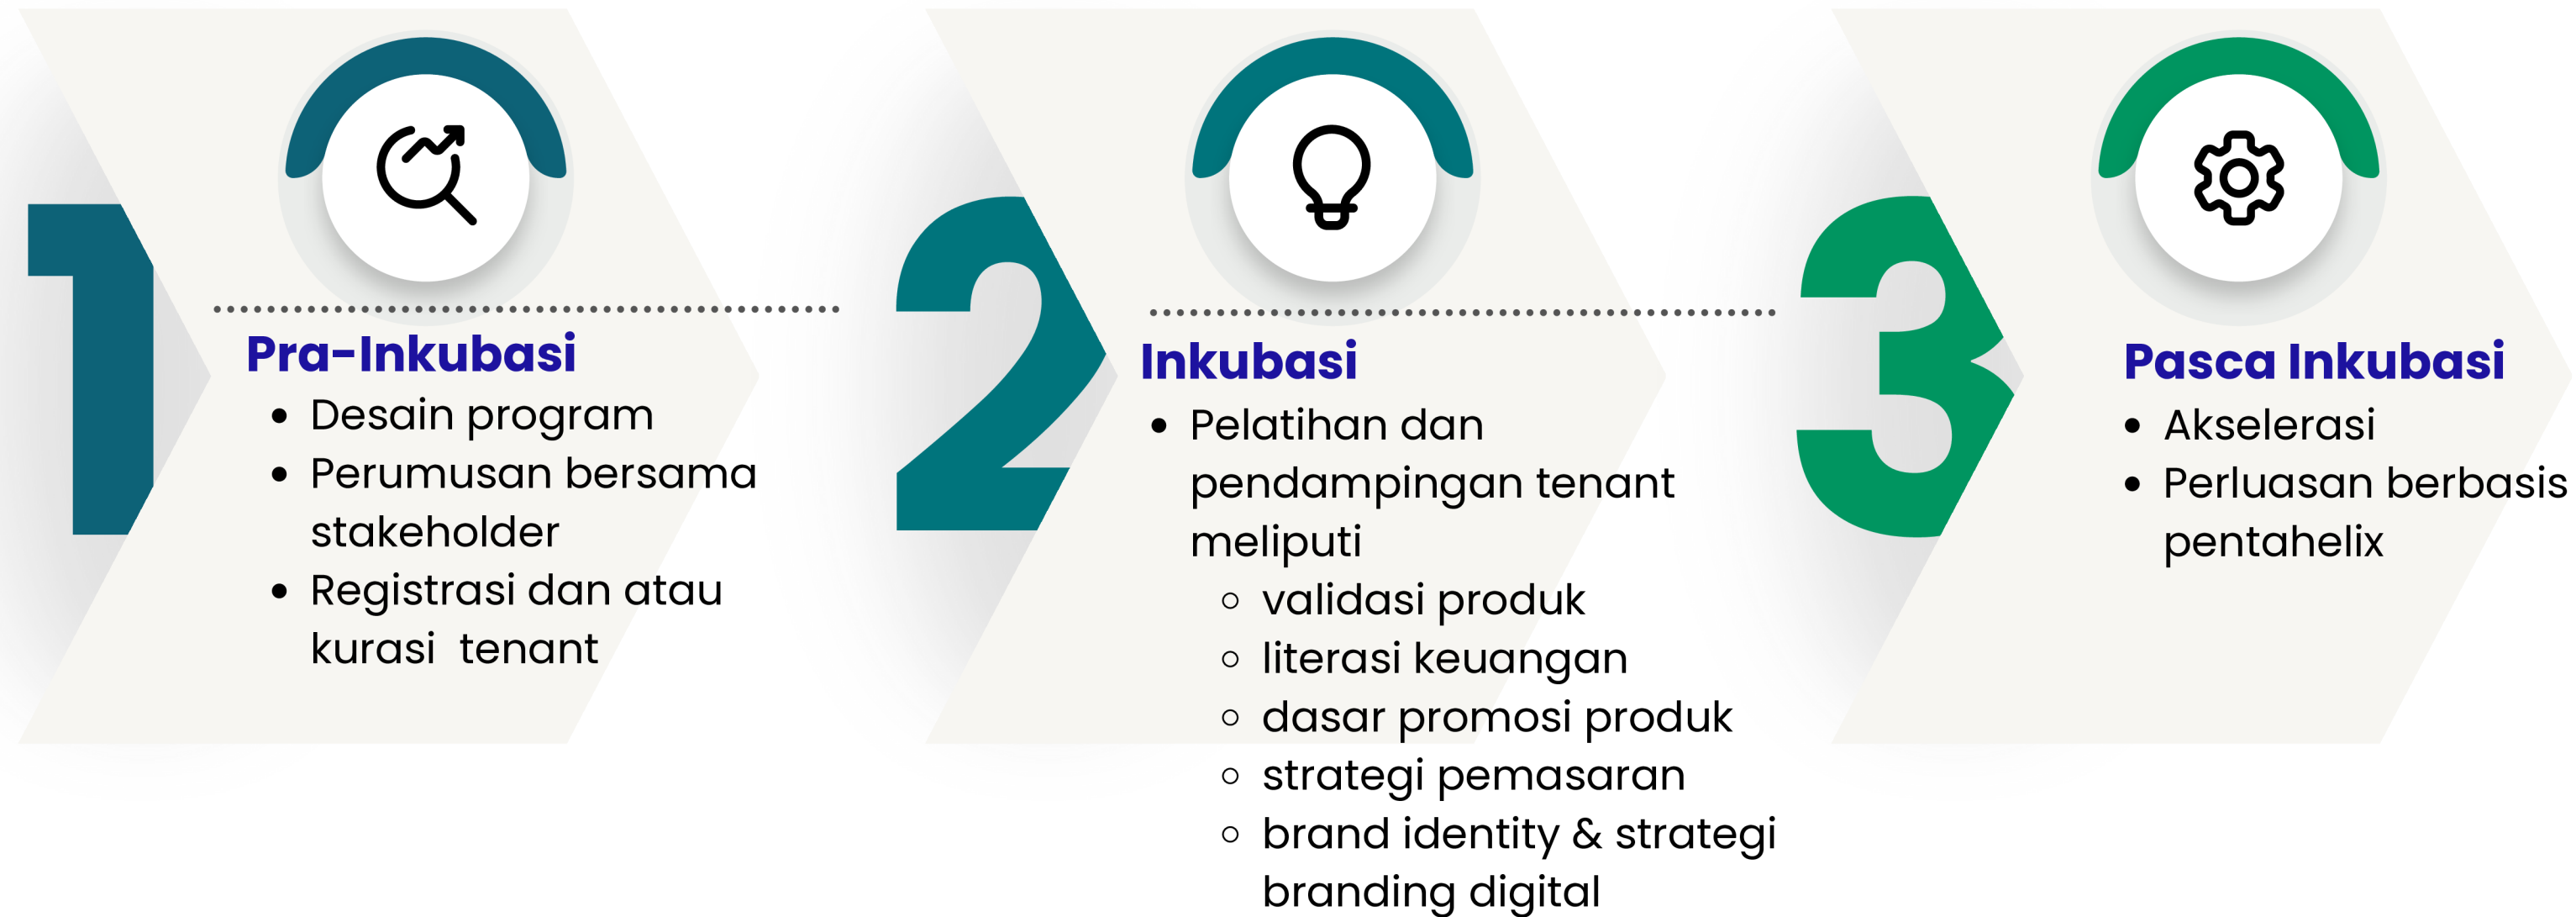 1
Pra-Inkubasi
• Desain program
• Perumusan bersama
stakeholder
• Registrasi dan atau
kurasi  tenant
2
Inkubasi
• Pelatihan dan
pendampingan tenant
meliputi
○ validasi produk
○ literasi keuangan
○ dasar promosi produk
○ strategi pemasaran
○ brand identity & strategi
branding digital
3
Pasca Inkubasi
• Akselerasi
• Perluasan berbasis
pentahelix